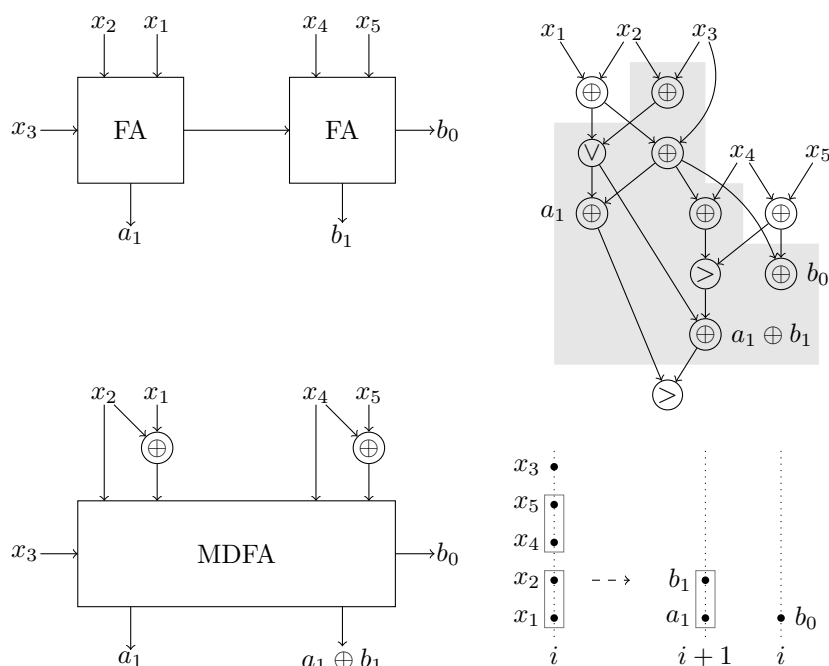 x₂ x₁ x₄ x₅
x₃ FA FA b₀
a₁ b₁
x₁ x₂ x₃
⊕ ⊕
∨ ⊕ x₄ x₅
a₁ ⊕ ⊕ ⊕
> ⊕ b₀
⊕ a₁ ⊕ b₁
>
x₂ x₁ x₄ x₅
⊕ ⊕
x₃ MDFA b₀
a₁ a₁ ⊕ b₁
x₃
x₅
x₄
x₂ b₁
x₁ a₁ b₀
i i + 1 i